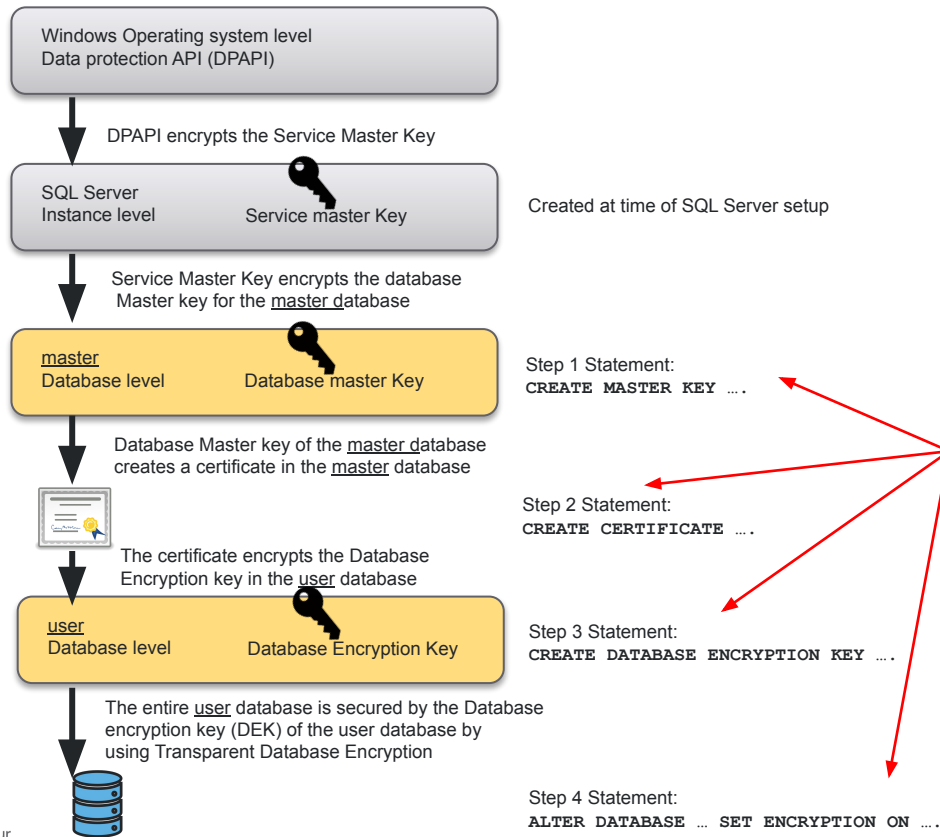 Windows Operating system level
Data protection API (DPAPI)
DPAPI encrypts the Service Master Key
SQL Server
Instance level
Service master Key
Created at time of SQL Server setup
Service Master Key encrypts the database
Master key for the master database
master
Database level
Database master Key
Step 1 Statement:
CREATE MASTER KEY ….
Database Master key of the master database
creates a certificate in the master database
Step 2 Statement:
CREATE CERTIFICATE ….
The certificate encrypts the Database
Encryption key in the user database
user
Database level
Database Encryption Key
Step 3 Statement:
CREATE DATABASE ENCRYPTION KEY ….
The entire user database is secured by the Database
encryption key (DEK) of the user database by
using Transparent Database Encryption
Step 4 Statement:
ALTER DATABASE … SET ENCRYPTION ON ….
ur